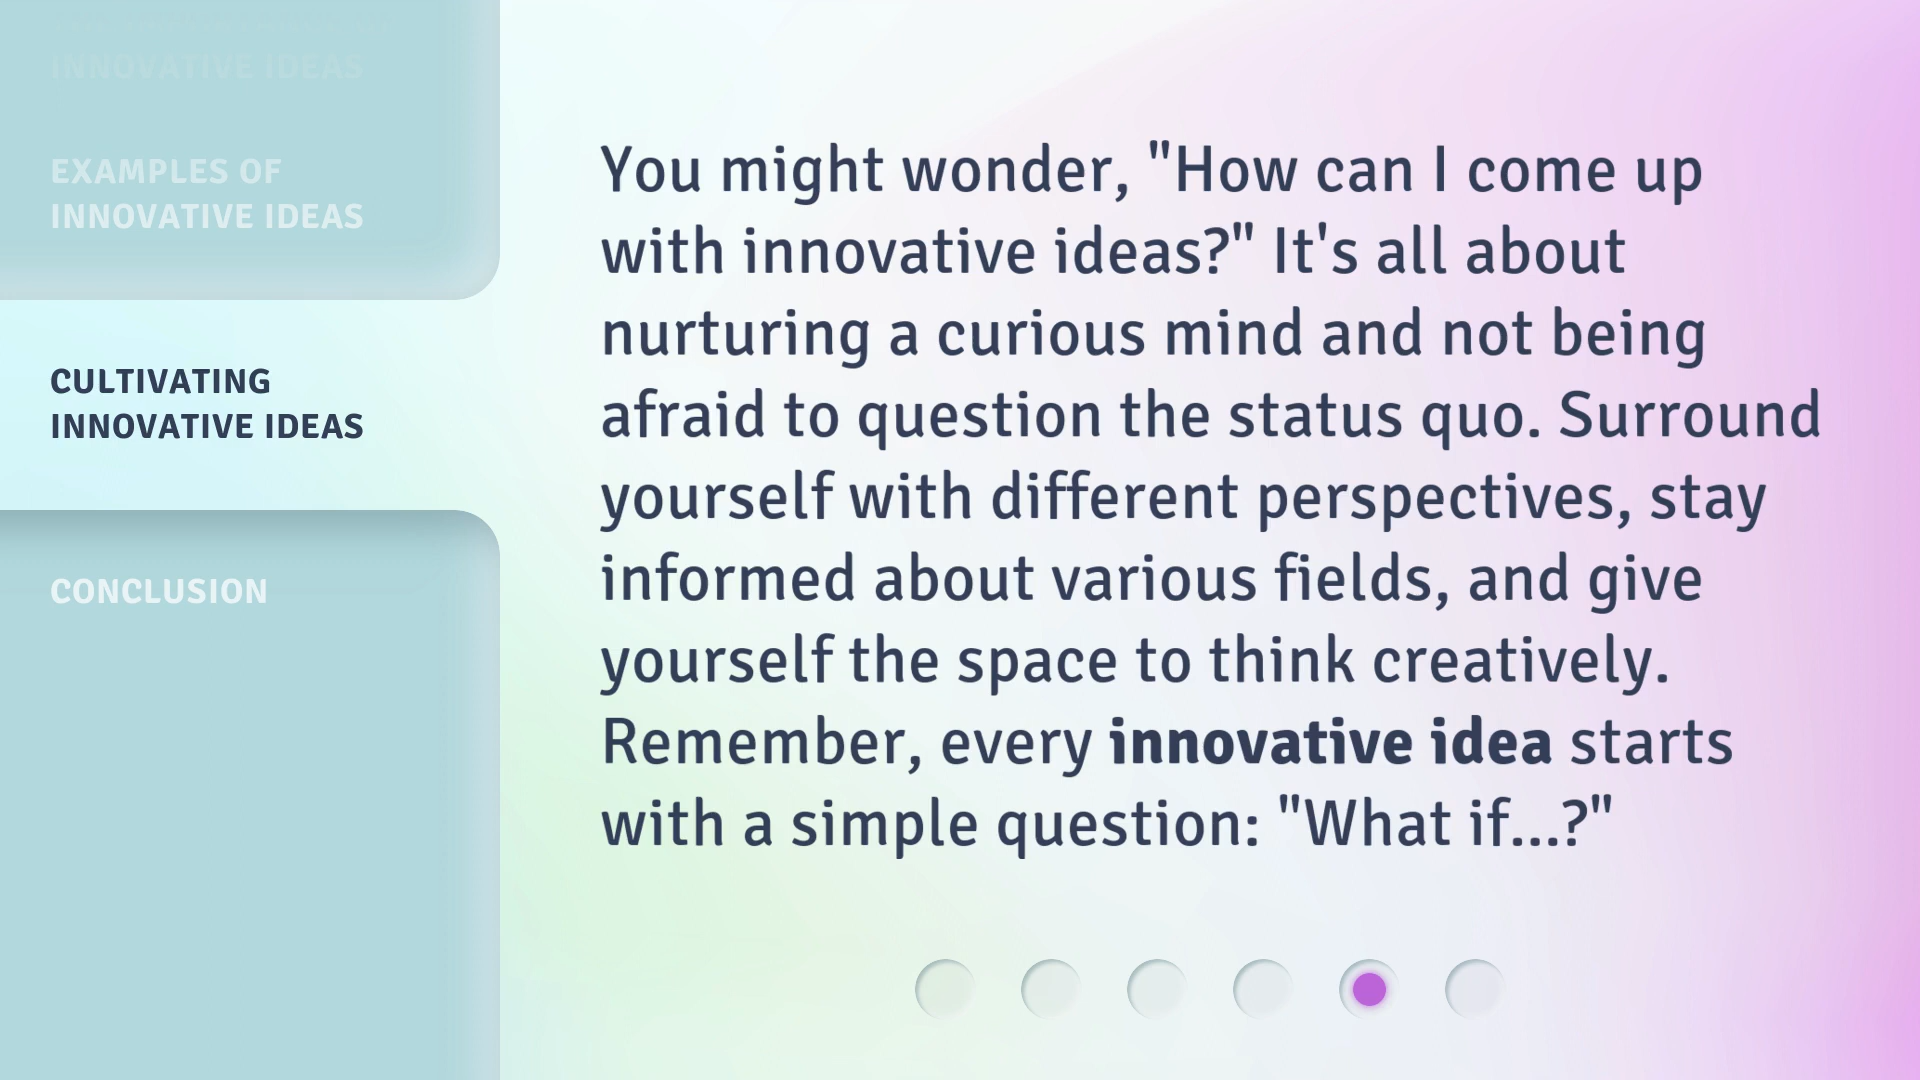 INNOVATIVE IDEAS
EXAMPLES OF
INNOVATIVE IDEAS
CULTIVATING
INNOVATIVE IDEAS
CONCLUSION
You might wonder, "How can I come up
with innovative ideas?" It's all about
nurturing a curious mind and not being
afraid to question the status quo. Surround
yourself with different perspectives, stay
informed about various fields, and give
yourself the space to think creatively.
Remember, every innovative idea starts
with a simple question: "What if...?"